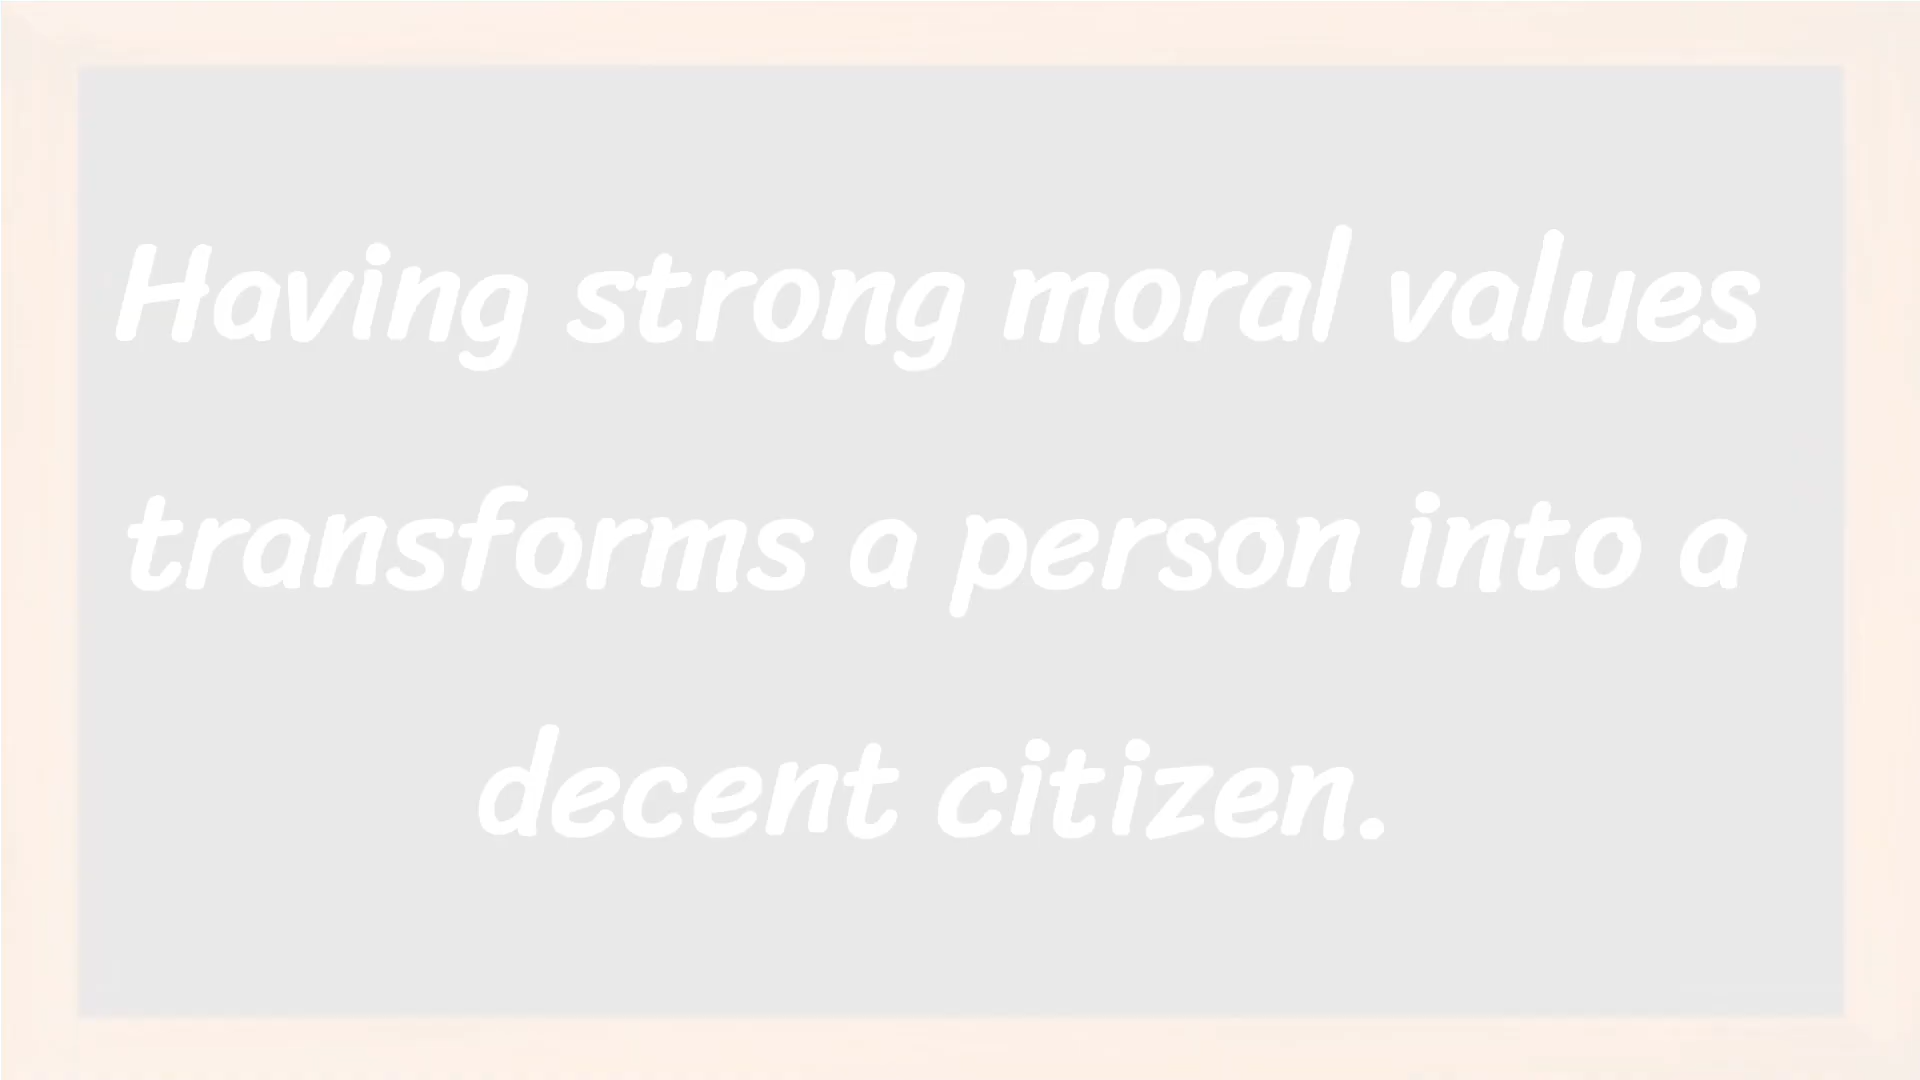 Having strong moral values
transforms a person into a
decent citizen.